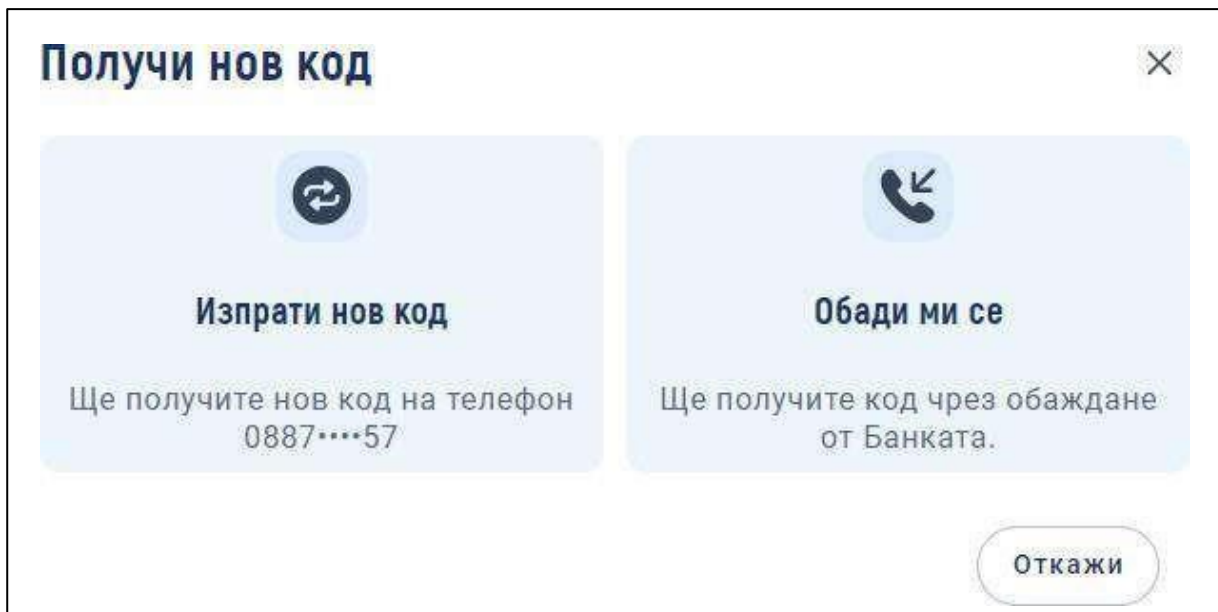 Получи нов код
Изпрати нов код
Ще получите нов код на телефон
0887····57
Обади ми се
Ще получите код чрез обаждане
от Банката.
Откажи